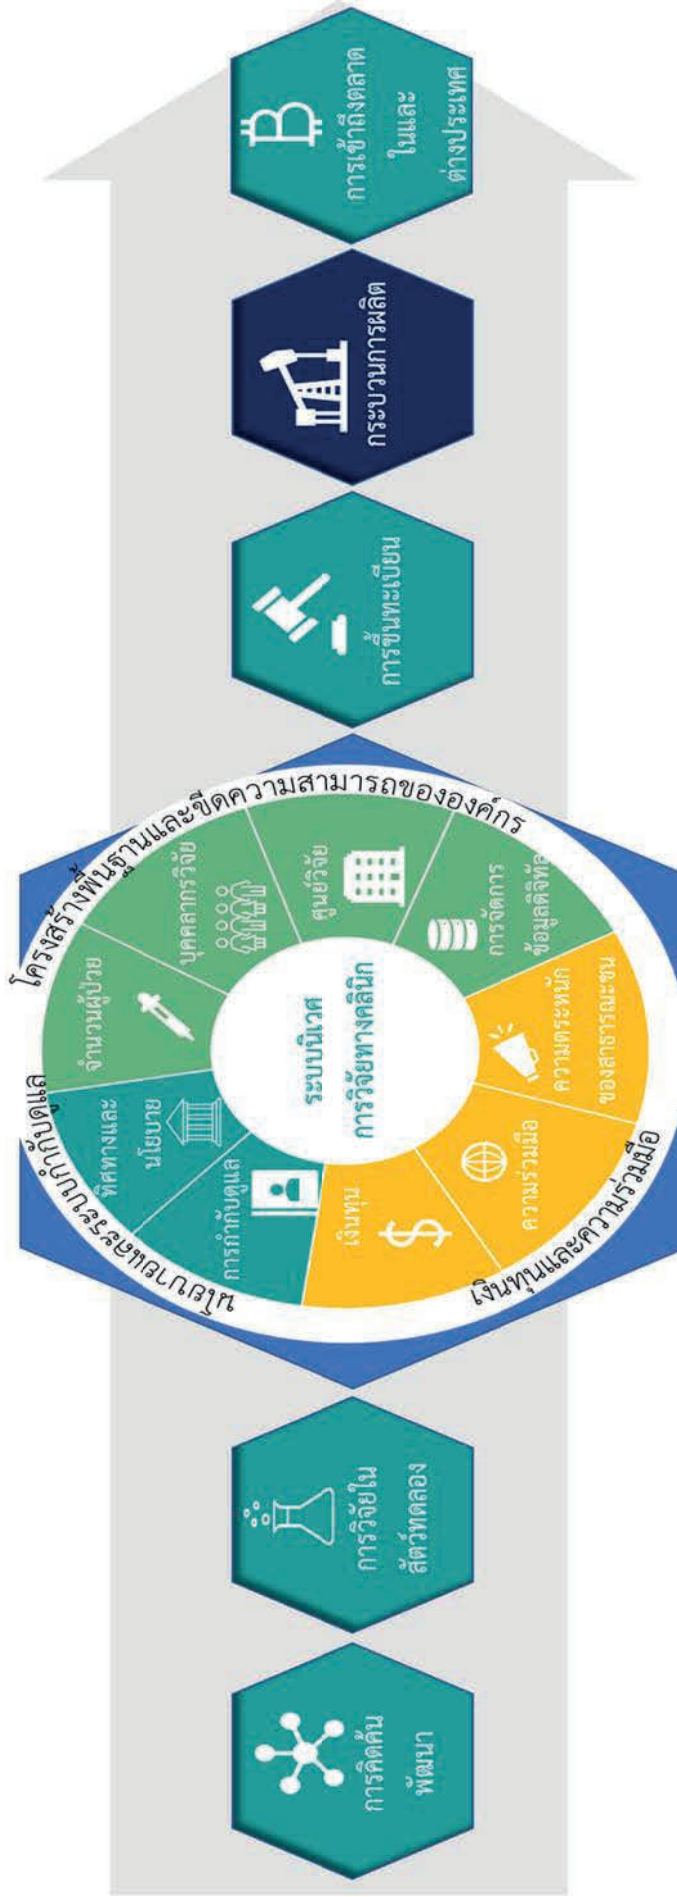 การคิดค้น
พัฒนา
การวิจัยใน
สัตว์ทดลอง
นโยบายและระบบกำกับดูแล
โครงสร้างพื้นฐานและขีดความสามารถขององค์กร
เงินทุนและความร่วมมือ
ระบบนิเวศ
การวิจัยทางคลินิก
การกำกับดูแล
ทิศทางและ
นโยบาย
จำนวนผู้ป่วย
บุคคลากรวิจัย
ศูนย์วิจัย
การจัดการ
ข้อมูลดิจิทัล
ความตระหนัก
ของสาธารณะชน
ความร่วมมือ
เงินทุน
$
การขึ้นทะเบียน
กระบวนการผลิต
การเข้าถึงตลาด
ในและ
ต่างประเทศ